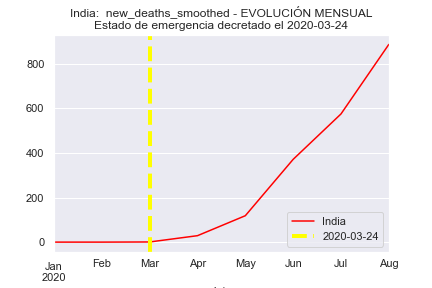 India:  new_deaths_smoothed - EVOLUCIÓN MENSUAL
Estado de emergencia decretado el 2020-03-24
800
600
400
200
0
Jan Feb Mar Apr May Jun Jul Aug
2020
India
2020-03-24